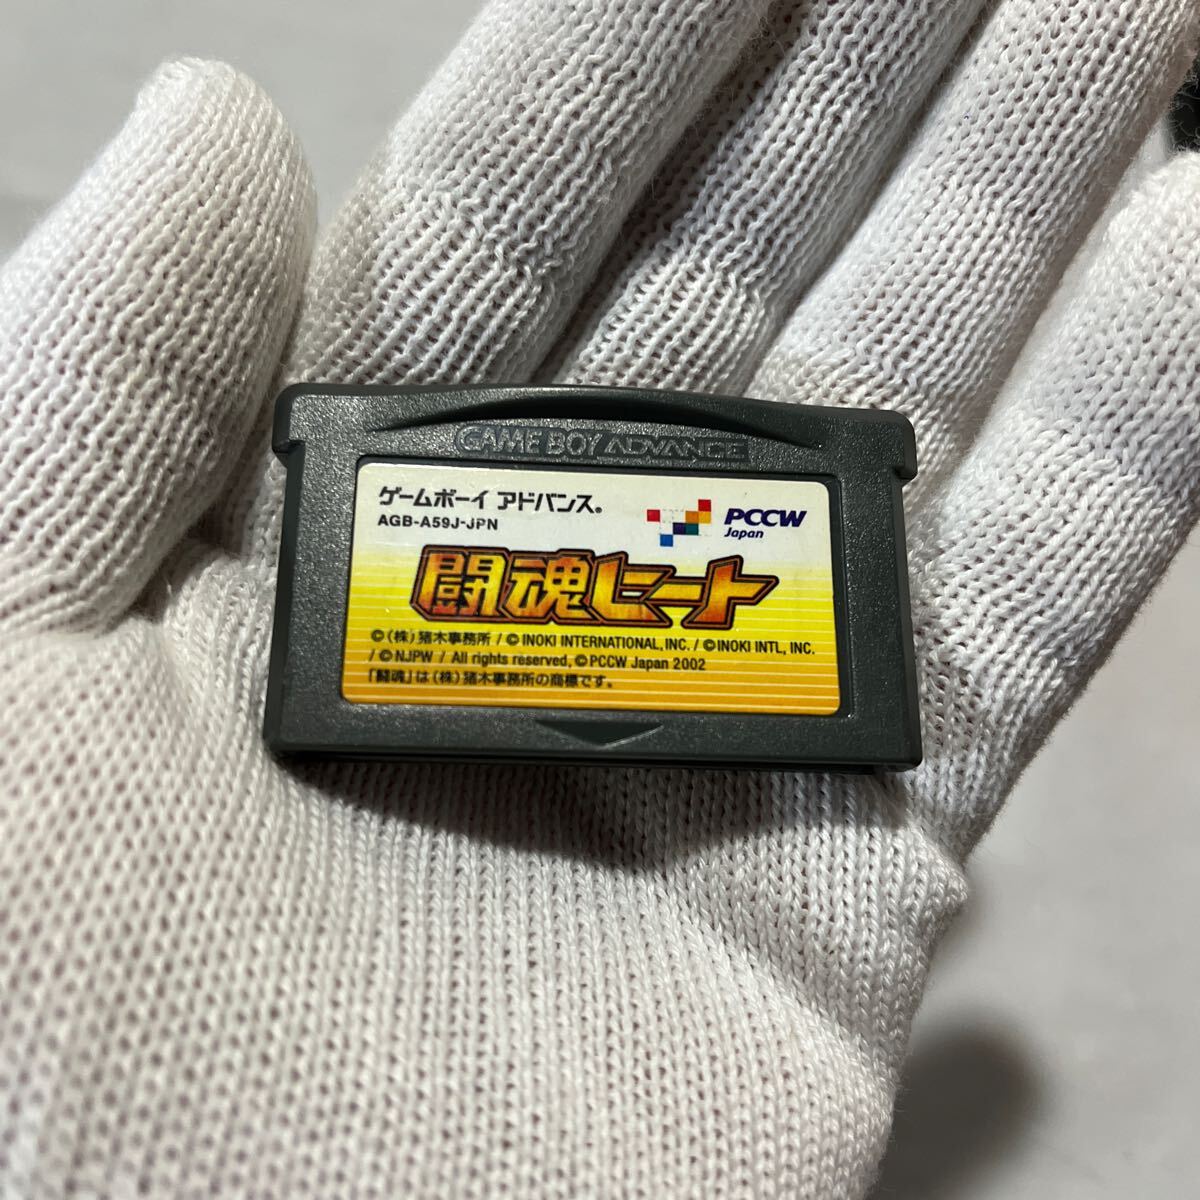 GAME BOY ADVANCE
ゲームボーイ アドバンス®
AGB-A59J-JPN
PCCW
Japan
闘魂ヒート
©(株)猪木事務所 / © INOKI INTERNATIONAL, INC. / ©INOKI INTL, INC.
/ ©NJPW / All rights reserved, ©PCCW Japan 2002
「闘魂」は(株)猪木事務所の商標です。